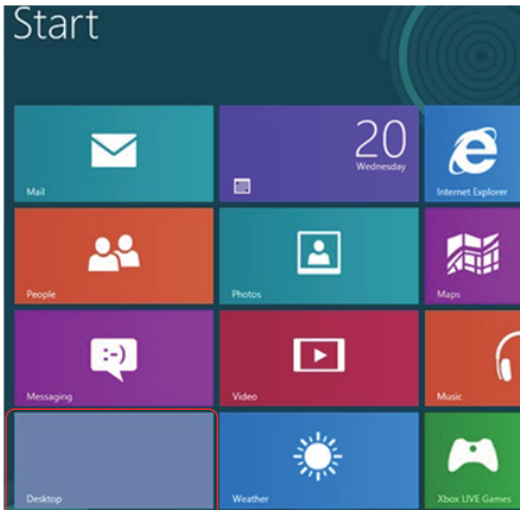 Start
Mail
20
Wednesday
Internet Explorer
People
Photos
Maps
:-)
Messaging
Video
Music
Desktop
Weather
Xbox LIVE Games